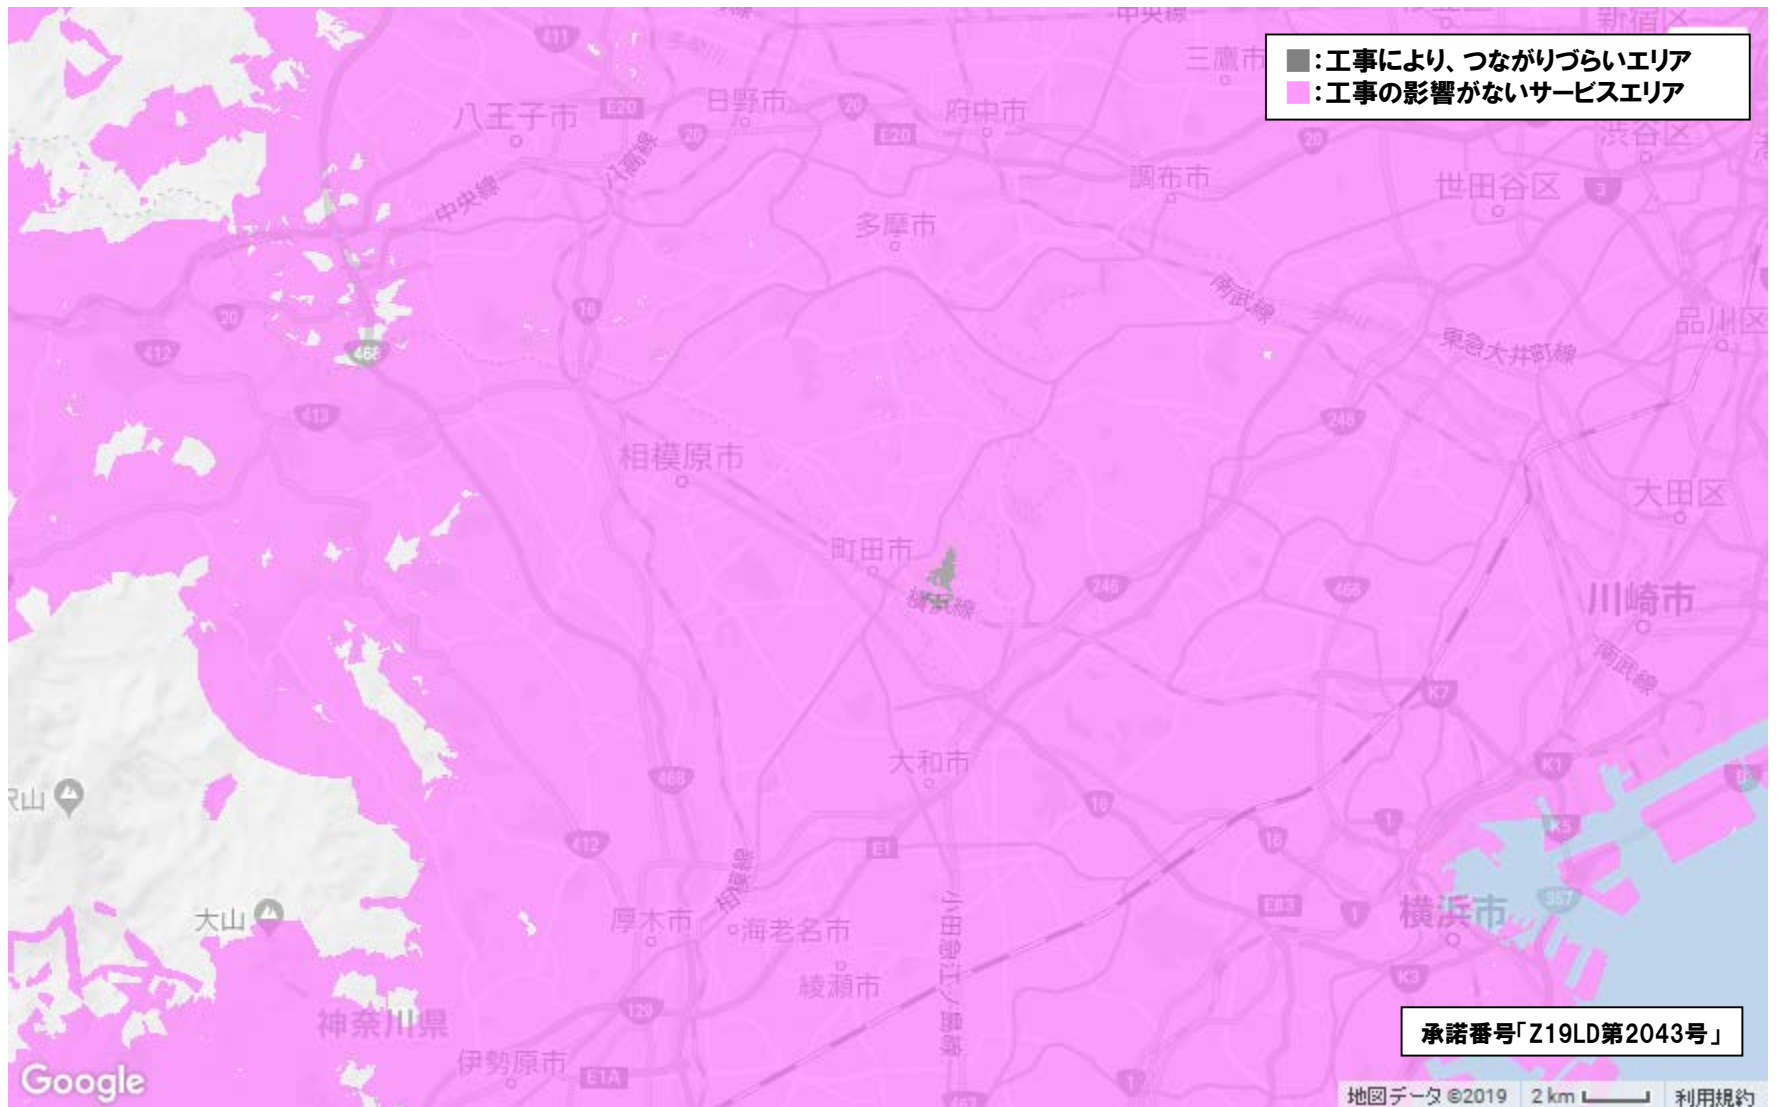 ■:工事により、つながりづらいエリア
■:工事の影響がないサービスエリア
中央線
新宿区
411
三鷹市
八王子市
E20
日野市
20
府中市
E20
20
20
渋谷区
八高線
調布市
世田谷区
3
中央線
多摩市
南武線
16
20
品川区
412
468
東急大井町線
413
246
相模原市
大田区
町田市
246
468
川崎市
横浜線
南武線
K7
大和市
468
K1
16
1
16
K5
412
E1
相模線
大山
厚木市
海老名市
小田急江ノ島線
E83
1
357
横浜市
綾瀬市
K3
129
神奈川県
伊勢原市
E1A
1
467
承諾番号「Z19LD第2043号」
Google
地図データ ©2019
2 km
利用規約